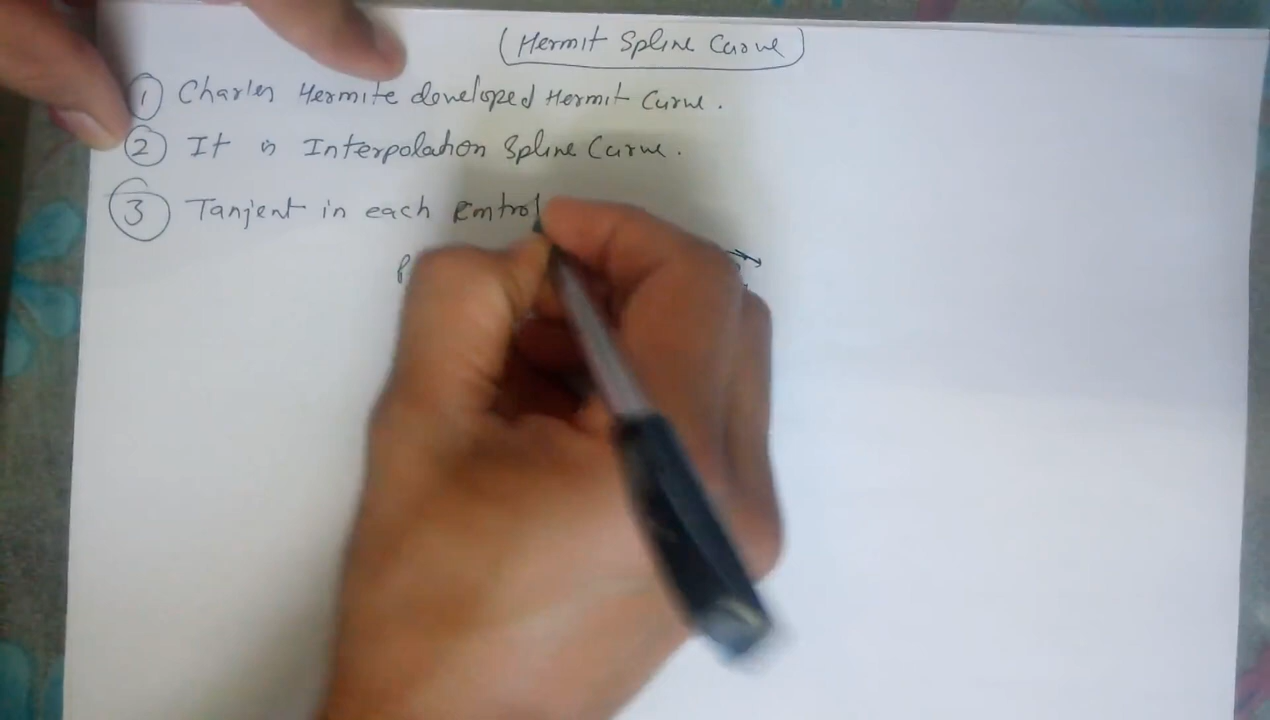 (Hermit Spline Curve)
1 Charles Hermite developed Hermit Curve.
2 It is Interpolation Spline Curve.
3 Tanjent in each Control
P